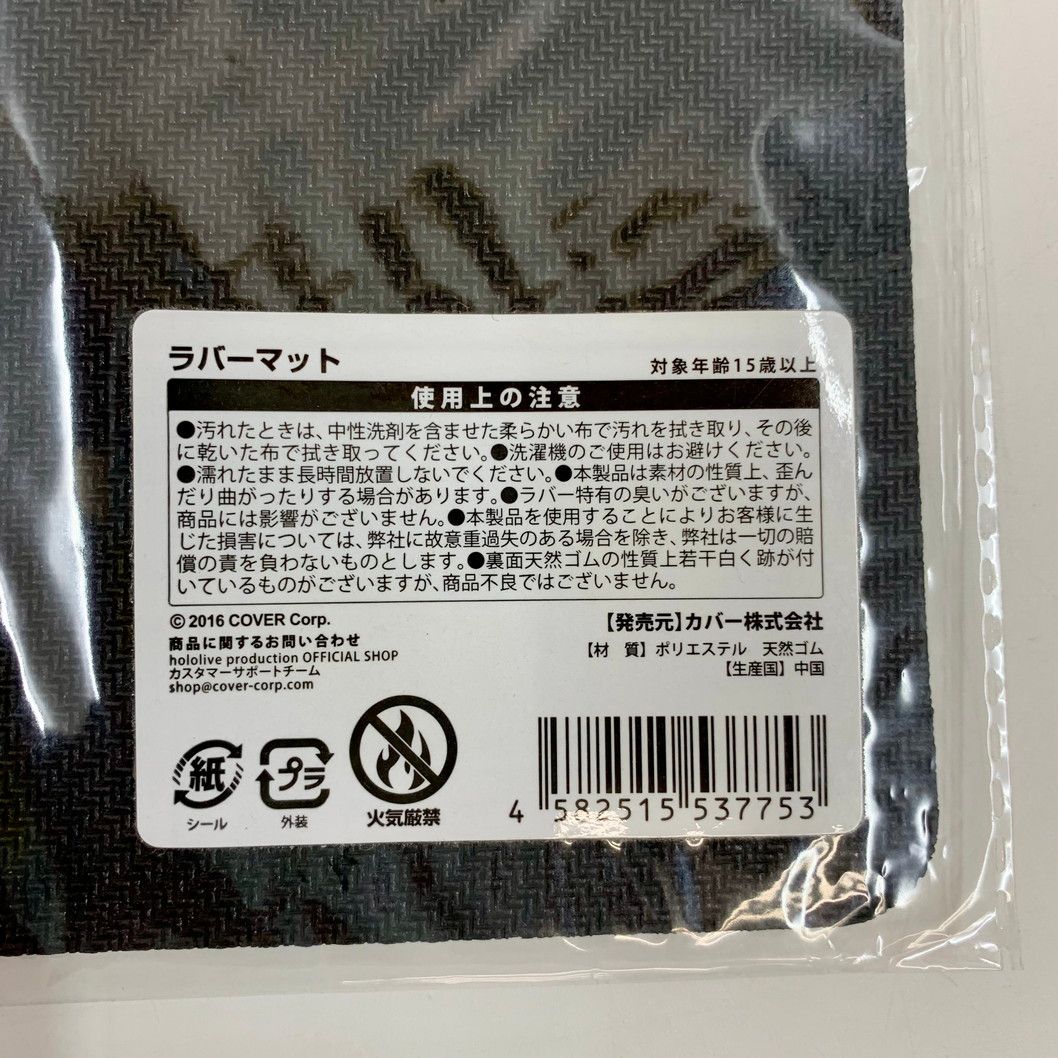 ラバーマット
対象年齢15歳以上
使用上の注意
●汚れたときは、中性洗剤を含ませた柔らかい布で汚れを拭き取り、その後
に乾いた布で拭き取ってください。●洗濯機のご使用はお避けください。
●濡れたまま長時間放置しないでください。●本製品は素材の性質上、歪ん
だり曲がったりする場合があります。●ラバー特有の臭いがございますが、
商品には影響がございません。●本製品を使用することによりお客様に生
じた損害については、弊社に故意重過失のある場合を除き、弊社は一切の賠
償の責を負わないものとします。●裏面天然ゴムの性質上若干白く跡が付
いているものがございますが、商品不良ではございません。
© 2016 COVER Corp.
商品に関するお問い合わせ
hololive production OFFICIAL SHOP
カスタマーサポートチーム
shop@cover-corp.com
【発売元】カバー株式会社
【材　質】ポリエステル　天然ゴム
【生産国】中国
紙
シール
プラ
外装
火気厳禁
4 582515 537753